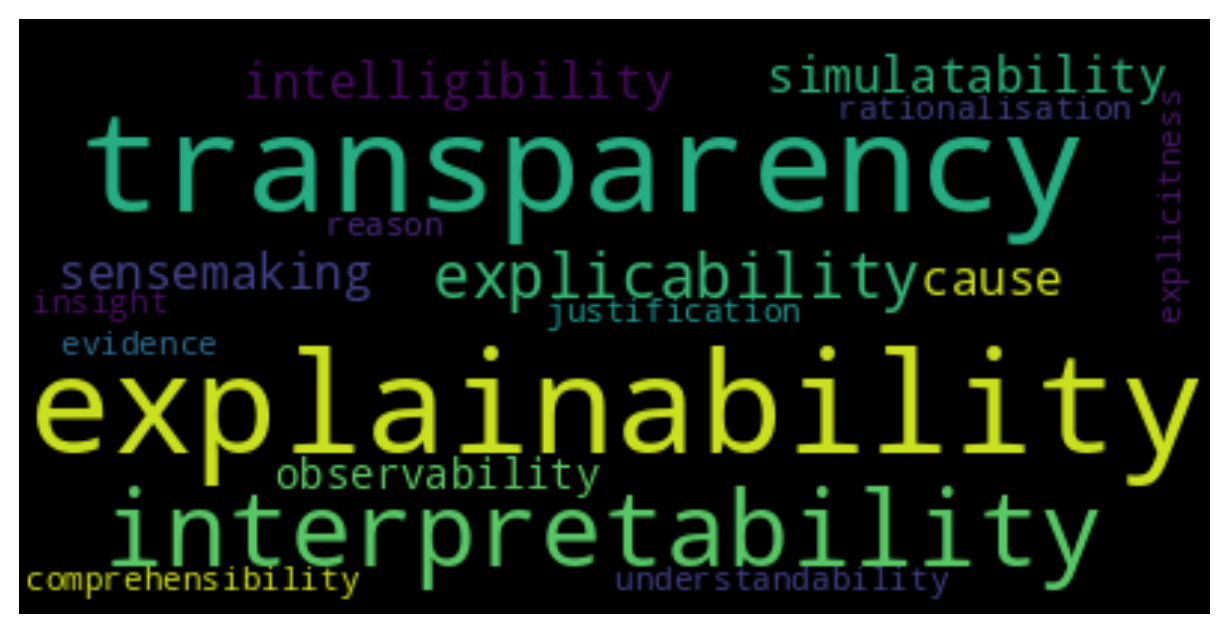 intelligibility
simulatability
rationalisation
transparency
explicitness
reason
sensemaking
explicability
cause
insight
justification
evidence
explainability
observability
interpretability
comprehensibility
understandability